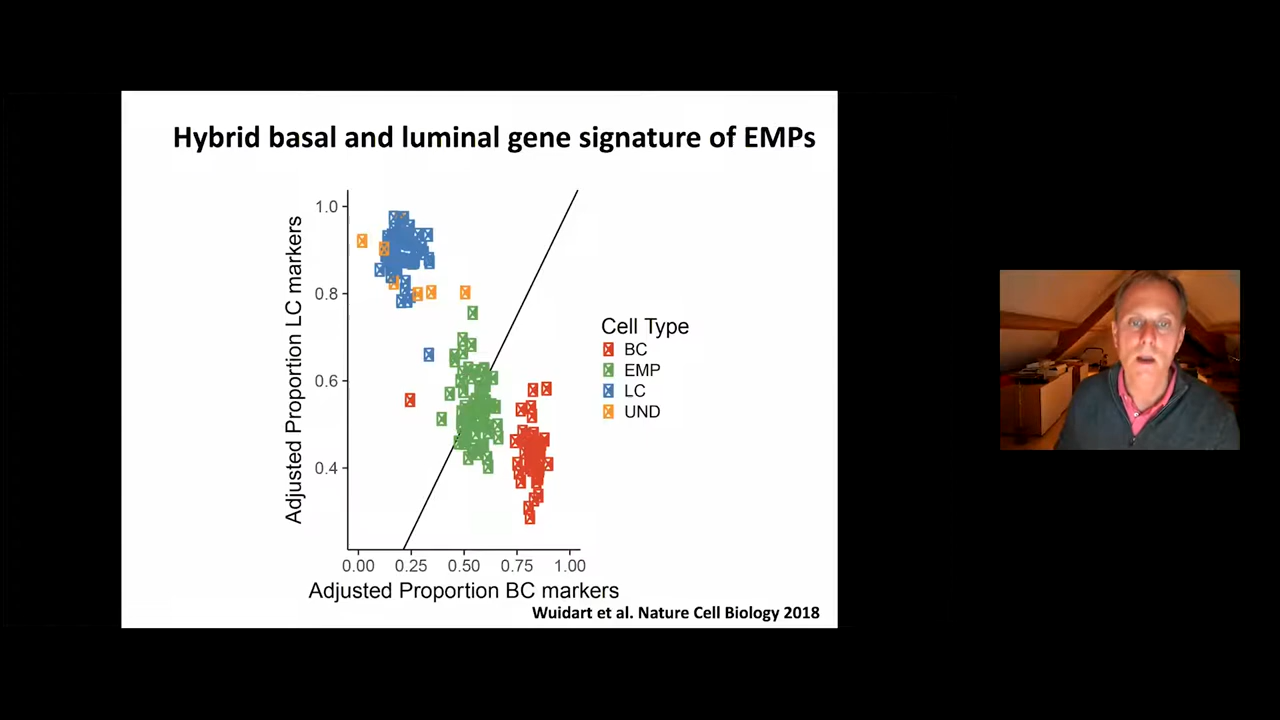 Hybrid basal and luminal gene signature of EMPs
Adjusted Proportion LC markers
1.0
0.8
0.6
0.4
0.00 0.25 0.50 0.75 1.00
Adjusted Proportion BC markers
Cell Type
BC
EMP
LC
UND
Wuidart et al. Nature Cell Biology 2018